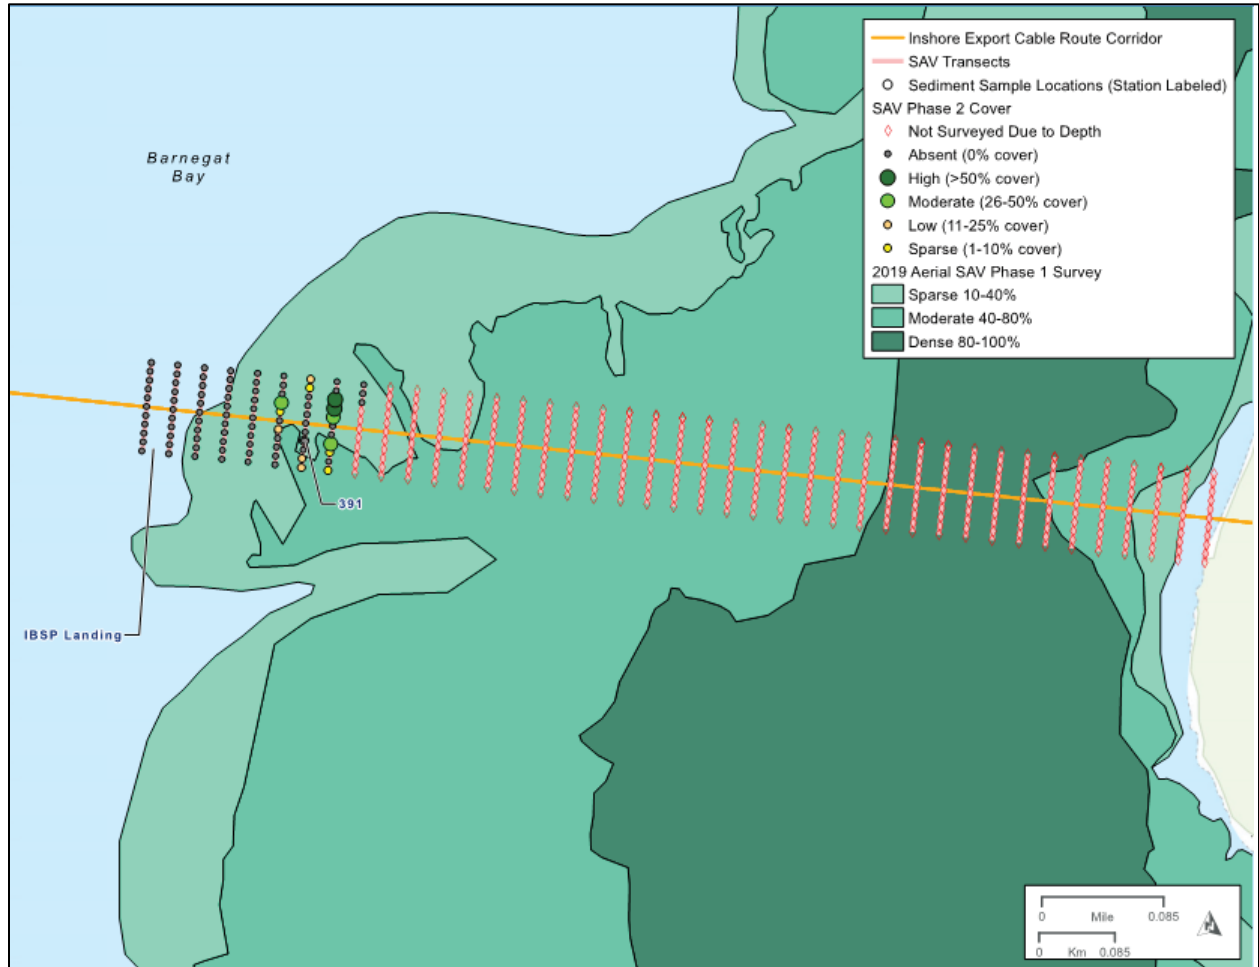 Inshore Export Cable Route Corridor
SAV Transects
Sediment Sample Locations (Station Labeled)
SAV Phase 2 Cover
Not Surveyed Due to Depth
Absent (0% cover)
High (>50% cover)
Moderate (26-50% cover)
Low (11-25% cover)
Sparse (1-10% cover)
2019 Aerial SAV Phase 1 Survey
Sparse 10-40%
Moderate 40-80%
Dense 80-100%
Barnegat
Bay
391
IBSP Landing
0 Mile 0.085
0 Km 0.085